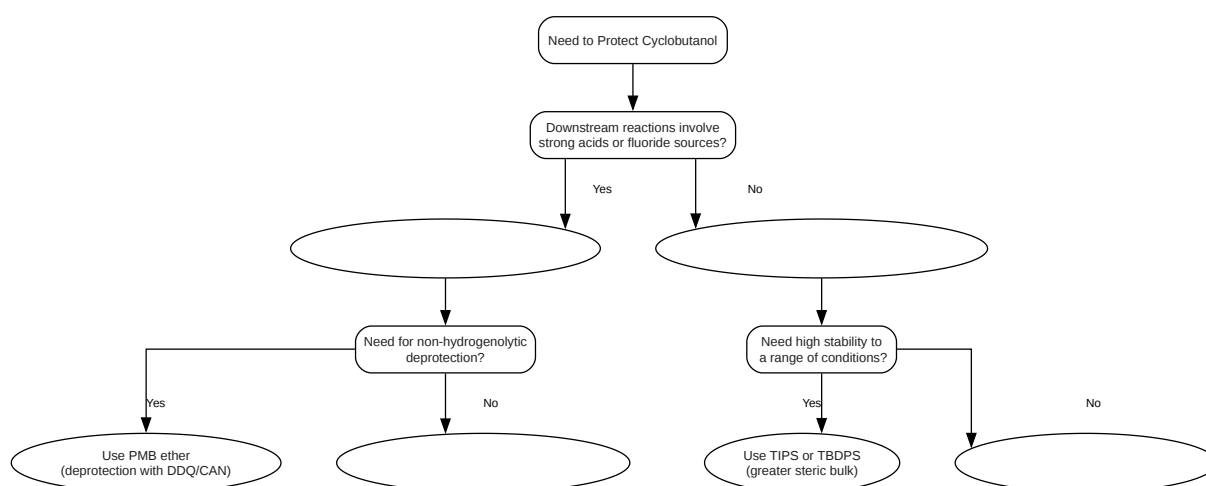 Need to Protect Cyclobutanol
Downstream reactions involve
strong acids or fluoride sources?
Yes
No
Need for non-hydrogenolytic
deprotection?
Need high stability to
a range of conditions?
Yes
No
Yes
No
Use PMB ether
(deprotection with DDQ/CAN)
Use TIPS or TBDPS
(greater steric bulk)